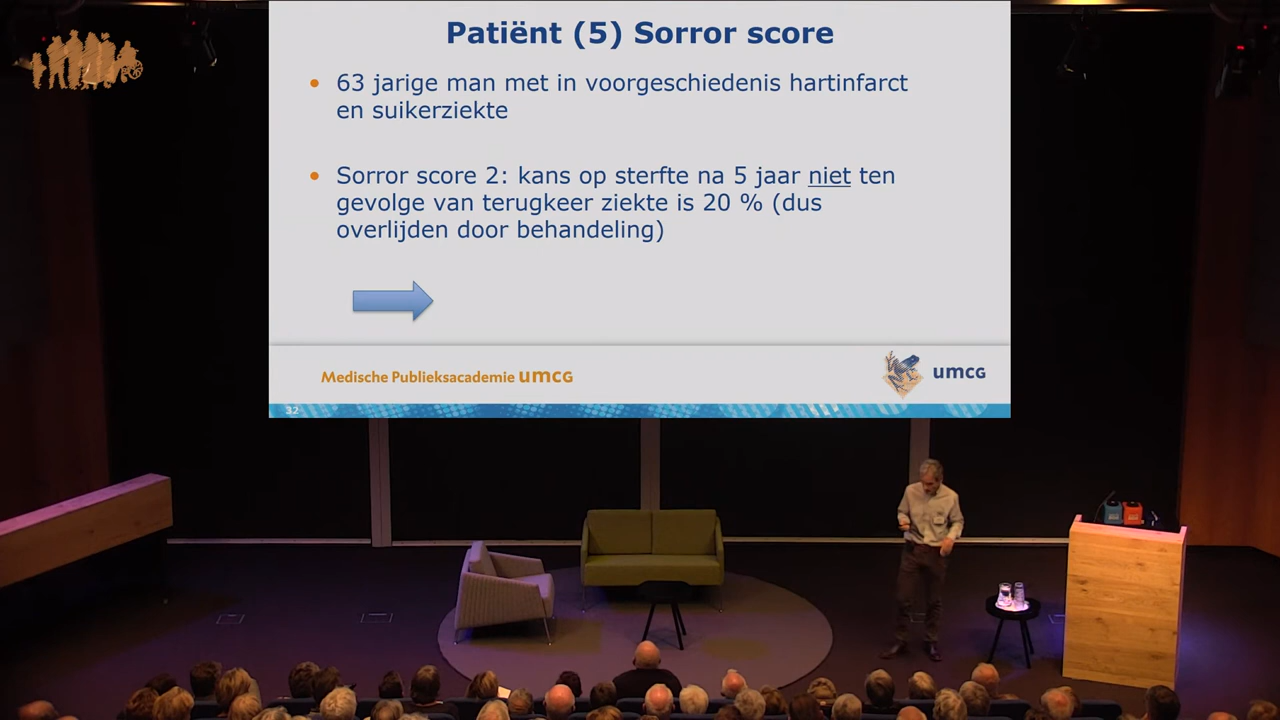 Patiënt (5) Sorror score
63 jarige man met in voorgeschiedenis hartinfarct
en suikerziekte
Sorror score 2: kans op sterfte na 5 jaar niet ten
gevolge van terugkeer ziekte is 20 % (dus
overlijden door behandeling)
Medische Publieksacademie umcg
umcg
32